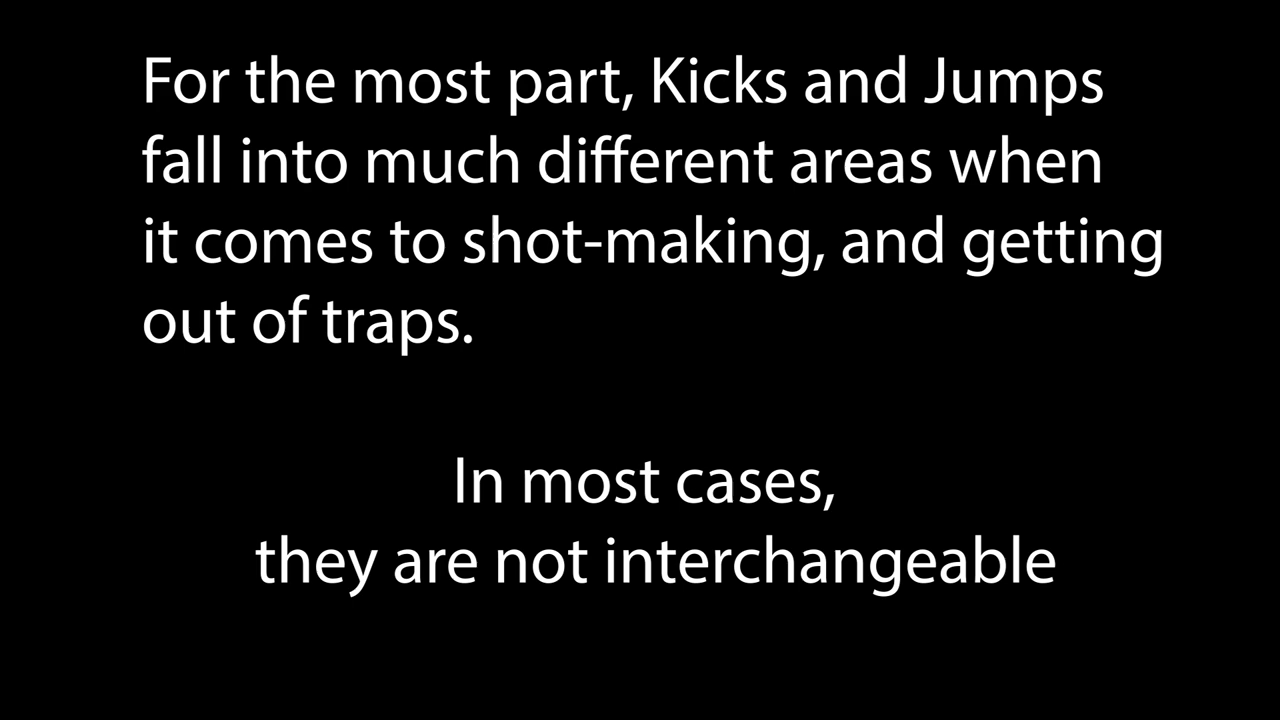 For the most part, Kicks and Jumps
fall into much different areas when
it comes to shot-making, and getting
out of traps.
In most cases,
they are not interchangeable